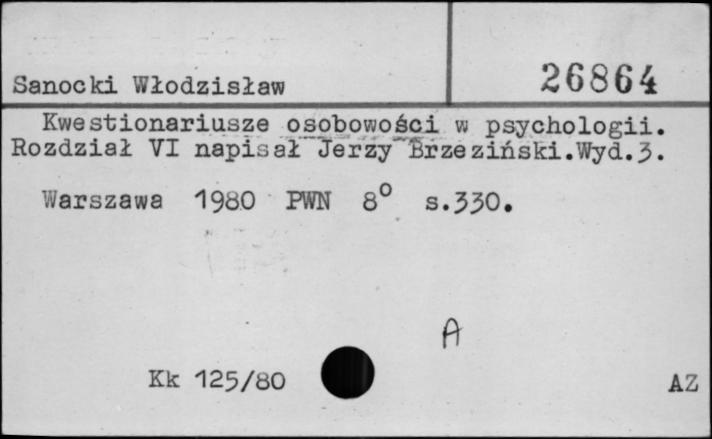 Sanocki Włodzisław
26864
Kwestionariusze osobowości w psychologii.
Rozdział VI napisał Jerzy Brzeziński.Wyd.3.
Warszawa 1980 PWN 8° s.330.
A
Kk 125/80
AZ